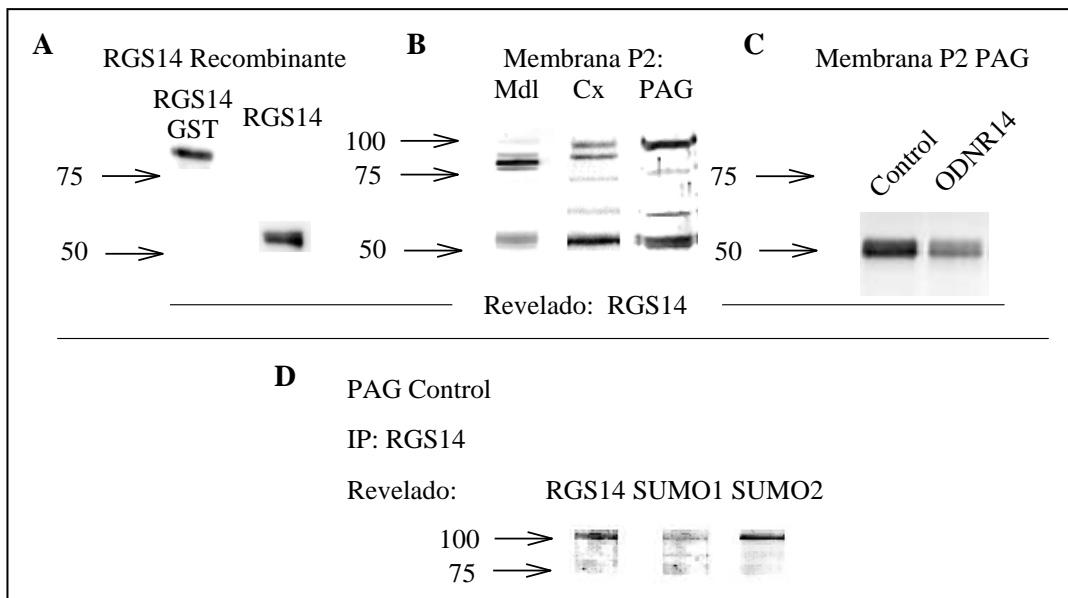 A
RGS14 Recombinante
RGS14
GST
RGS14
75
50
B
Membrana P2:
Mdl Cx PAG
100
75
50
C
Membrana P2 PAG
Control
ODNR14
75
50
Revelado: RGS14
D
PAG Control
IP: RGS14
Revelado: RGS14 SUMO1 SUMO2
100
75